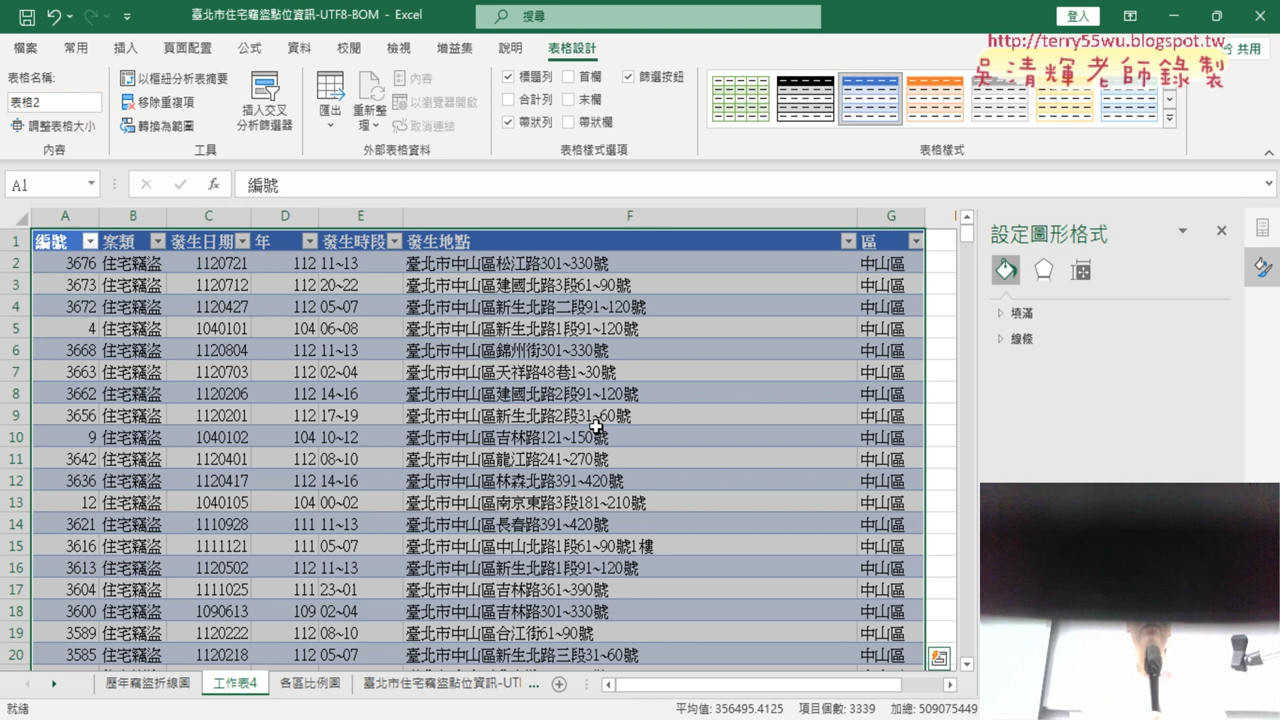 臺北市住宅竊盜點位資訊-UTF8-BOM - Excel
搜尋
登入
http://terry55wu.blogspot.tw
吳清輝老師錄製
檔案 常用 插入 頁面配置 公式 資料 校閱 檢視 增益集 說明 表格設計 共用
表格名稱:
表格2
調整表格大小
內容
以樞紐分析表摘要
移除重複項
轉換為範圍
插入交叉
分析篩選器
工具
匯出
重新整
理
內容
以瀏覽器開啟
取消連結
外部表格資料
標題列 首欄 篩選按鈕
合計列 末欄
帶狀列 帶狀欄
表格樣式選項
表格樣式
A1 fx 編號
A B C D E F G
1 編號 案類 發生日期 年 發生時段 發生地點 區
2 3676 住宅竊盜 1120721 112 11~13 臺北市中山區松江路301~330號 中山區
3 3673 住宅竊盜 1120712 112 20~22 臺北市中山區建國北路3段61~90號 中山區
4 3672 住宅竊盜 1120427 112 05~07 臺北市中山區新生北路二段91~120號 中山區
5 4 住宅竊盜 1040101 104 06~08 臺北市中山區新生北路1段91~120號 中山區
6 3668 住宅竊盜 1120804 112 11~13 臺北市中山區錦州街301~330號 中山區
7 3663 住宅竊盜 1120703 112 02~04 臺北市中山區天祥路48巷1~30號 中山區
8 3662 住宅竊盜 1120206 112 14~16 臺北市中山區建國北路2段91~120號 中山區
9 3656 住宅竊盜 1120201 112 17~19 臺北市中山區新生北路2段31~60號 中山區
10 9 住宅竊盜 1040102 104 10~12 臺北市中山區吉林路121~150號 中山區
11 3642 住宅竊盜 1120401 112 08~10 臺北市中山區龍江路241~270號 中山區
12 3636 住宅竊盜 1120417 112 14~16 臺北市中山區林森北路391~420號 中山區
13 12 住宅竊盜 1040105 104 00~02 臺北市中山區南京東路3段181~210號 中山區
14 3621 住宅竊盜 1110928 111 11~13 臺北市中山區長春路391~420號 中山區
15 3616 住宅竊盜 1111121 111 05~07 臺北市中山區中山北路1段61~90號1樓 中山區
16 3613 住宅竊盜 1120502 112 11~13 臺北市中山區新生北路1段91~120號 中山區
17 3604 住宅竊盜 1111025 111 23~01 臺北市中山區吉林路361~390號 中山區
18 3600 住宅竊盜 1090613 109 02~04 臺北市中山區吉林路301~330號 中山區
19 3589 住宅竊盜 1120222 112 08~10 臺北市中山區合江街61~90號 中山區
20 3585 住宅竊盜 1120218 112 05~07 臺北市中山區新生北路三段31~60號 中山區
設定圖形格式
填滿
線條
歷年竊盜折線圖 工作表4 各區比例圖 臺北市住宅竊盜點位資訊-UTI ...
就緒 平均值: 356495.4125 項目個數: 3339 加總: 509075449